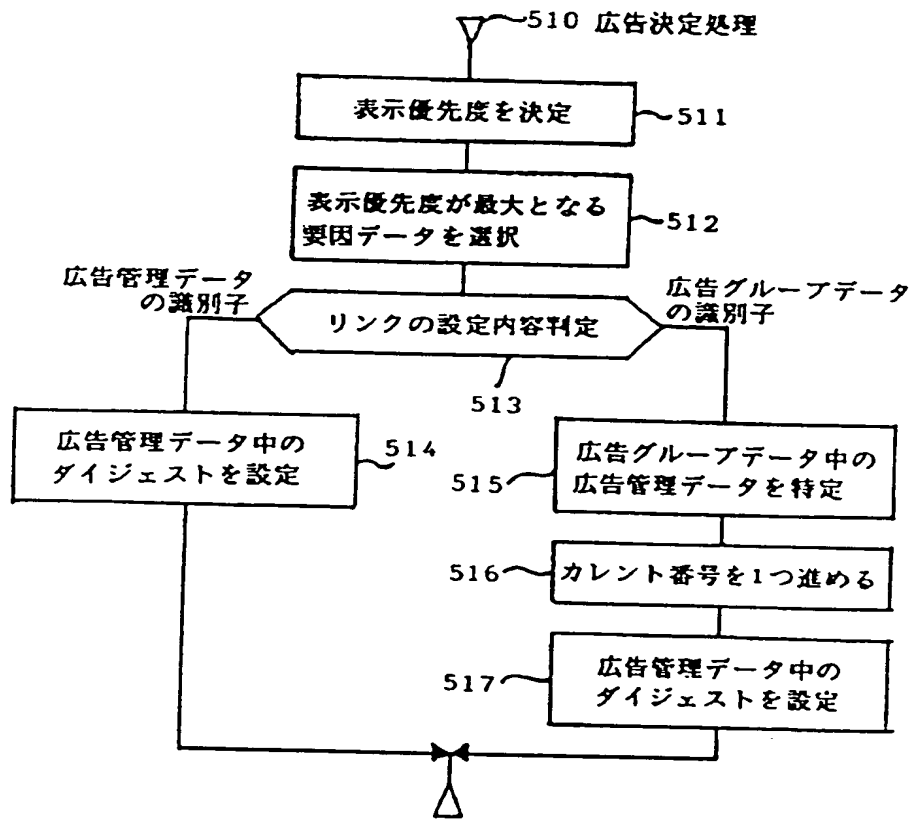 510 広告決定処理
表示優先度を決定
511
表示優先度が最大となる
要因データを選択
512
広告管理データ
の識別子
広告グループデータ
の識別子
リンクの設定内容判定
513
広告管理データ中の
ダイジェストを設定
514
広告グループデータ中の
広告管理データを特定
515
516
カレント番号を1つ進める
517
広告管理データ中の
ダイジェストを設定